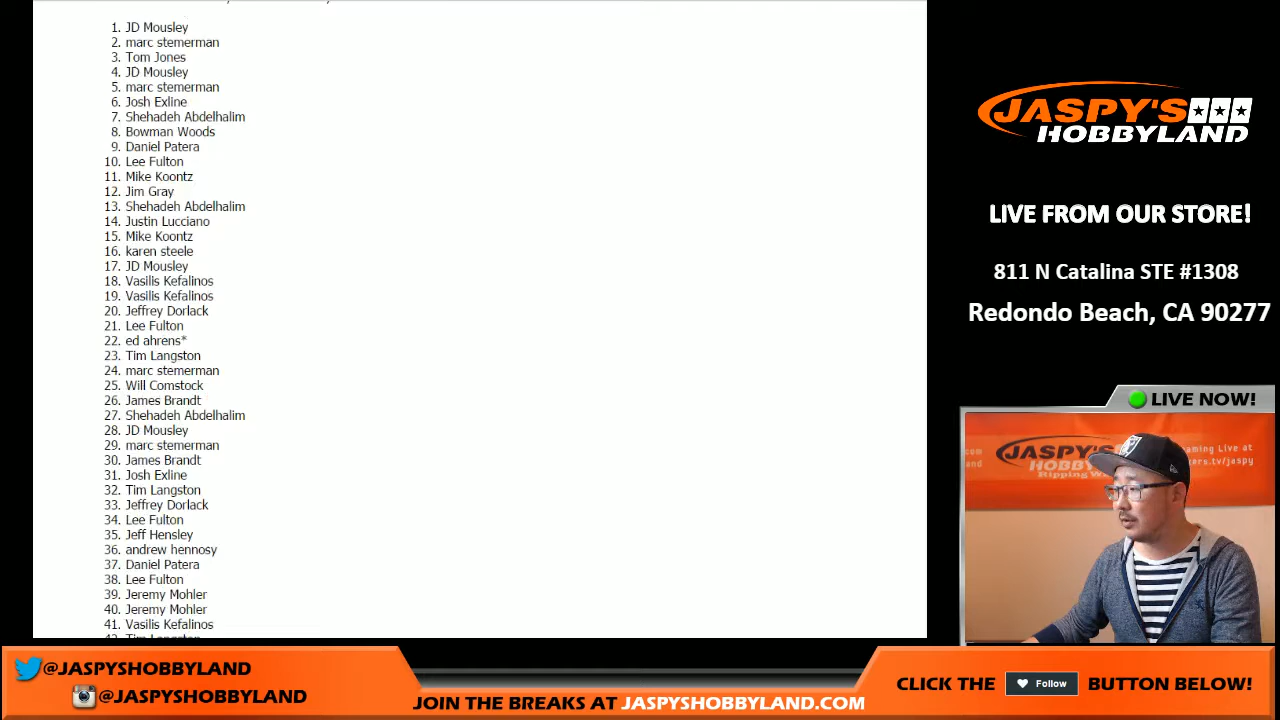 1. JD Mousley
2. marc stemerman
3. Tom Jones
4. JD Mousley
5. marc stemerman
6. Josh Exline
7. Shehadeh Abdelhalim
8. Bowman Woods
9. Daniel Patera
10. Lee Fulton
11. Mike Koontz
12. Jim Gray
13. Shehadeh Abdelhalim
14. Justin Lucciano
15. Mike Koontz
16. karen steele
17. JD Mousley
18. Vasilis Kefalinos
19. Vasilis Kefalinos
20. Jeffrey Dorlack
21. Lee Fulton
22. ed ahrens*
23. Tim Langston
24. marc stemerman
25. Will Comstock
26. James Brandt
27. Shehadeh Abdelhalim
28. JD Mousley
29. marc stemerman
30. James Brandt
31. Josh Exline
32. Tim Langston
33. Jeffrey Dorlack
34. Lee Fulton
35. Jeff Hensley
36. andrew hennosy
37. Daniel Patera
38. Lee Fulton
39. Jeremy Mohler
40. Jeremy Mohler
41. Vasilis Kefalinos
JASPY'S
HOBBYLAND
LIVE FROM OUR STORE!
811 N Catalina STE #1308
Redondo Beach, CA 90277
LIVE NOW!
JASPY'S
@JASPYSHOBBYLAND
@JASPYSHOBBYLAND
JOIN THE BREAKS AT JASPYSHOBBYLAND.COM
CLICK THE Follow BUTTON BELOW!